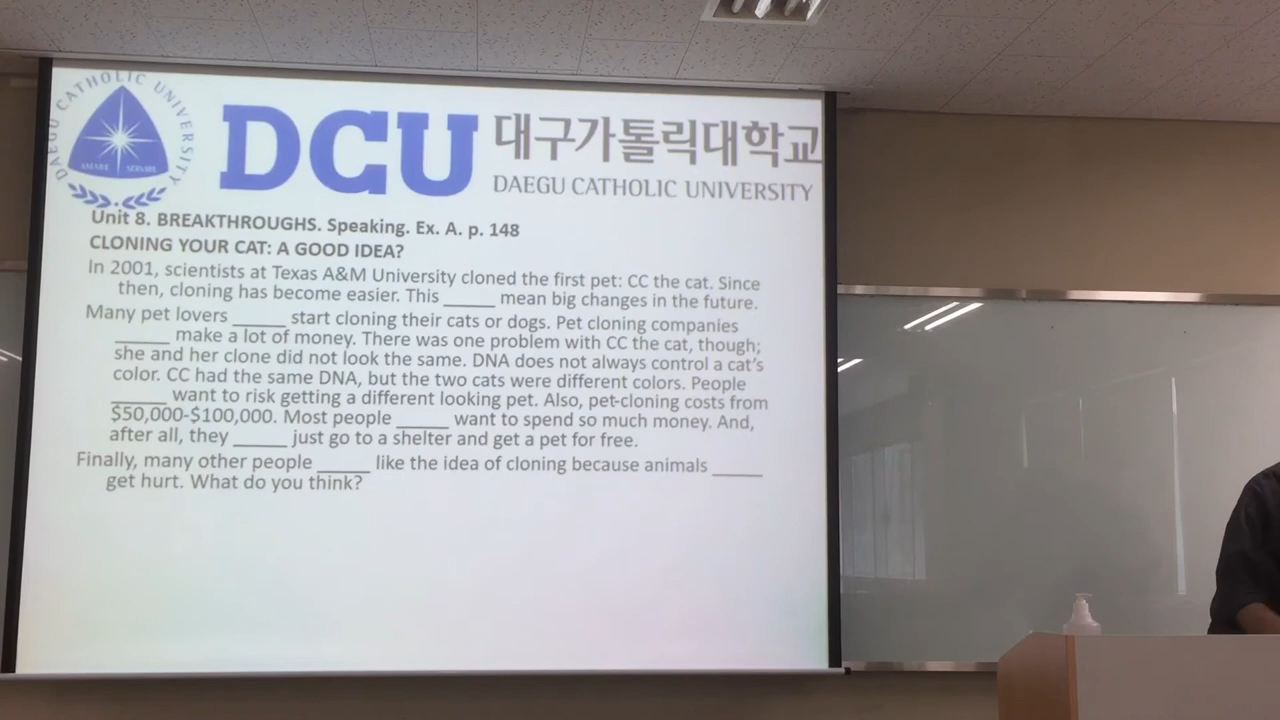 DAEGU CATHOLIC UNIVERSITY
AMARE SERVIRE
DCU 대구가톨릭대학교
DAEGU CATHOLIC UNIVERSITY
Unit 8. BREAKTHROUGHS. Speaking. Ex. A. p. 148
CLONING YOUR CAT: A GOOD IDEA?
In 2001, scientists at Texas A&M University cloned the first pet: CC the cat. Since
then, cloning has become easier. This _____ mean big changes in the future.
Many pet lovers _____ start cloning their cats or dogs. Pet cloning companies
_____ make a lot of money. There was one problem with CC the cat, though;
she and her clone did not look the same. DNA does not always control a cat’s
color. CC had the same DNA, but the two cats were different colors. People
_____ want to risk getting a different looking pet. Also, pet-cloning costs from
$50,000-$100,000. Most people _____ want to spend so much money. And,
after all, they _____ just go to a shelter and get a pet for free.
Finally, many other people _____ like the idea of cloning because animals _____
get hurt. What do you think?